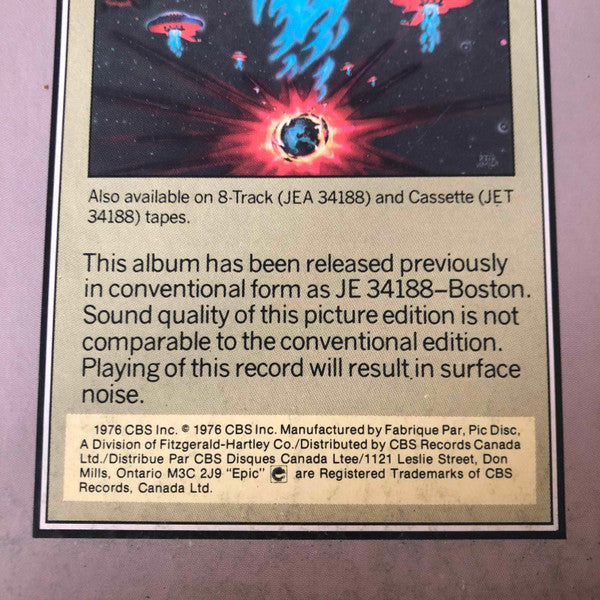 Also available on 8-Track (JEA 34188) and Cassette (JET
34188) tapes.
This album has been released previously
in conventional form as JE 34188–Boston.
Sound quality of this picture edition is not
comparable to the conventional edition.
Playing of this record will result in surface
noise.
1976 CBS Inc. ℗ 1976 CBS Inc. Manufactured by Fabrique Par, Pic Disc,
A Division of Fitzgerald-Hartley Co./Distributed by CBS Records Canada
Ltd./Distribue Par CBS Disques Canada Ltee/1121 Leslie Street, Don
Mills, Ontario M3C 2J9 "Epic" are Registered Trademarks of CBS
Records, Canada Ltd.